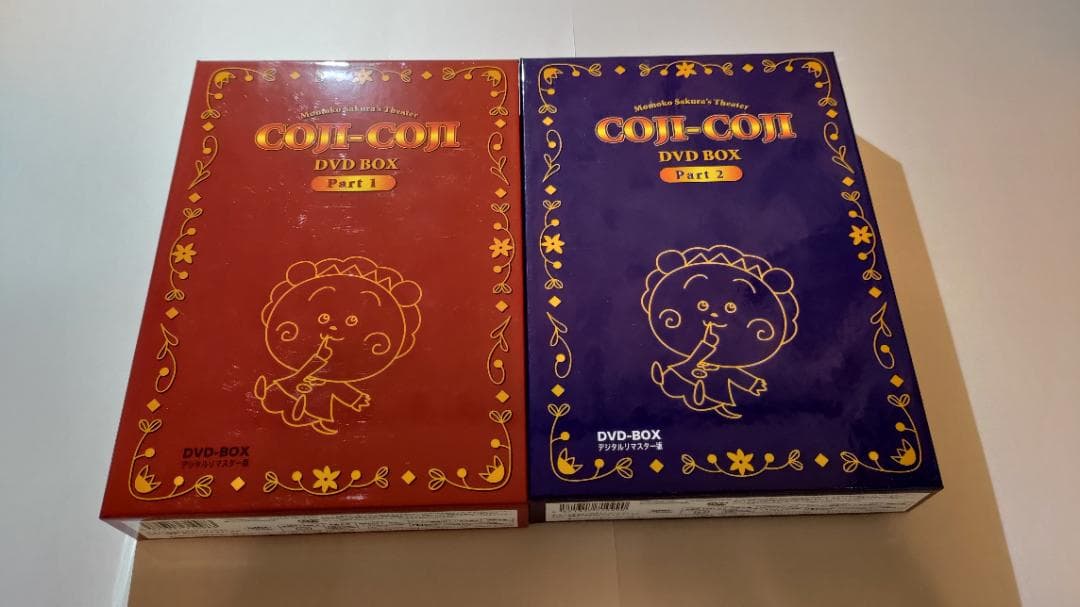 Momoko Sakura's Theater
COJI-COJI
DVD BOX
Part 1
DVD-BOX
デジタルリマスター版
Momoko Sakura's Theater
COJI-COJI
DVD BOX
Part 2
DVD-BOX
デジタルリマスター版